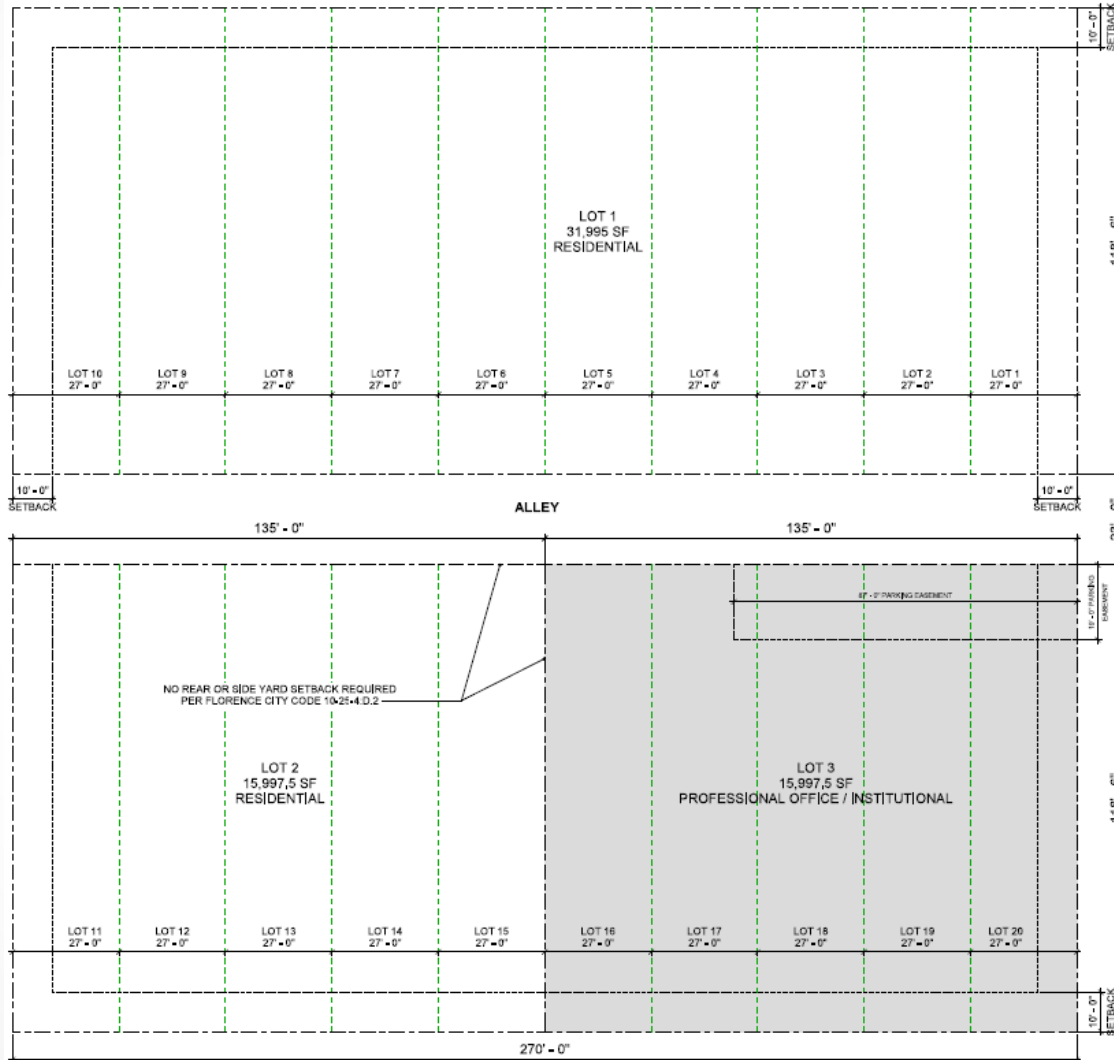 10' - 0"
SETBACK
LOT 1
31,995 SF
RESIDENTIAL
LOT 10
27' - 0"
LOT 9
27' - 0"
LOT 8
27' - 0"
LOT 7
27' - 0"
LOT 6
27' - 0"
LOT 5
27' - 0"
LOT 4
27' - 0"
LOT 3
27' - 0"
LOT 2
27' - 0"
LOT 1
27' - 0"
10' - 0"
SETBACK
ALLEY
10' - 0"
SETBACK
135' - 0"
135' - 0"
PARKING EASEMENT
PARKING
EASEMENT
NO REAR OR SIDE YARD SETBACK REQUIRED
PER FLORENCE CITY CODE 10-25-4.D.2
LOT 2
15,997.5 SF
RESIDENTIAL
LOT 3
15,997.5 SF
PROFESSIONAL OFFICE / INSTITUTIONAL
LOT 11
27' - 0"
LOT 12
27' - 0"
LOT 13
27' - 0"
LOT 14
27' - 0"
LOT 15
27' - 0"
LOT 16
27' - 0"
LOT 17
27' - 0"
LOT 18
27' - 0"
LOT 19
27' - 0"
LOT 20
27' - 0"
10' - 0"
SETBACK
270' - 0"